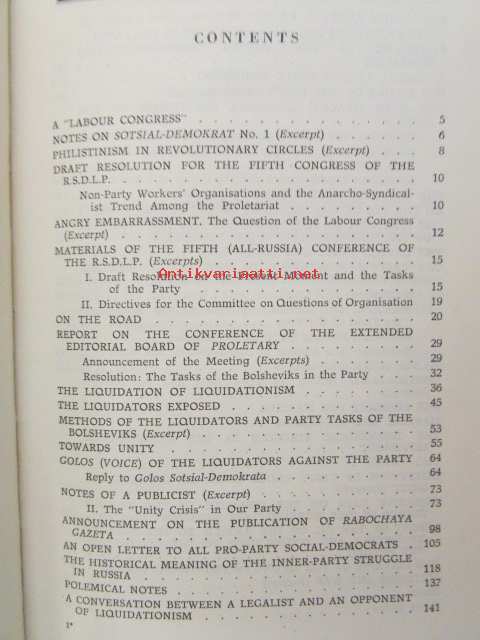 CONTENTS
A "LABOUR CONGRESS" . . . . . . . . . . . . . . . 5
NOTES ON SOTSIAL-DEMOKRAT No. 1 (Excerpt) . . . . . . 6
PHILISTINISM IN REVOLUTIONARY CIRCLES (Excerpt) . . . . 8
DRAFT RESOLUTION FOR THE FIFTH CONGRESS OF THE
R.S.D.L.P. . . . . . . . . . . . . . . . . . 10
Non-Party Workers' Organisations and the Anarcho-Syndical-
ist Trend Among the Proletariat . . . . . . . . . 10
ANGRY EMBARRASSMENT. The Question of the Labour Congress
(Excerpt) . . . . . . . . . . . . . . . . . 12
MATERIALS OF THE FIFTH (ALL-RUSSIA) CONFERENCE OF
THE R.S.D.L.P. (Excerpts) . . . . . . . . . . . 15
I. Draft Resolution on the Present Moment and the Tasks
of the Party . . . . . . . . . . . . . . 15
II. Directives for the Committee on Questions of Organisation 19
ON THE ROAD . . . . . . . . . . . . . . . . . 20
REPORT ON THE CONFERENCE OF THE EXTENDED
EDITORIAL BOARD OF PROLETARY . . . . . . . . . 29
Announcement of the Meeting (Excerpts) . . . . . . . 29
Resolution: The Tasks of the Bolsheviks in the Party . . . 32
THE LIQUIDATION OF LIQUIDATIONISM . . . . . . . . 36
THE LIQUIDATORS EXPOSED . . . . . . . . . . . . 45
METHODS OF THE LIQUIDATORS AND PARTY TASKS OF THE
BOLSHEVIKS (Excerpt) . . . . . . . . . . . . . 53
TOWARDS UNITY . . . . . . . . . . . . . . . . 55
GOLOS (VOICE) OF THE LIQUIDATORS AGAINST THE PARTY 64
Reply to Golos Sotsial-Demokrata . . . . . . . . . 64
NOTES OF A PUBLICIST (Excerpt) . . . . . . . . . . 73
II. The "Unity Crisis" in Our Party . . . . . . . . 73
ANNOUNCEMENT ON THE PUBLICATION OF RABOCHAYA
GAZETA . . . . . . . . . . . . . . . . . . 98
AN OPEN LETTER TO ALL PRO-PARTY SOCIAL-DEMOCRATS . 105
THE HISTORICAL MEANING OF THE INNER-PARTY STRUGGLE
IN RUSSIA . . . . . . . . . . . . . . . . . 118
POLEMICAL NOTES . . . . . . . . . . . . . . . 137
A CONVERSATION BETWEEN A LEGALIST AND AN OPPONENT
OF LIQUIDATIONISM . . . . . . . . . . . . . . 141
1*
Antikvariaatti.net